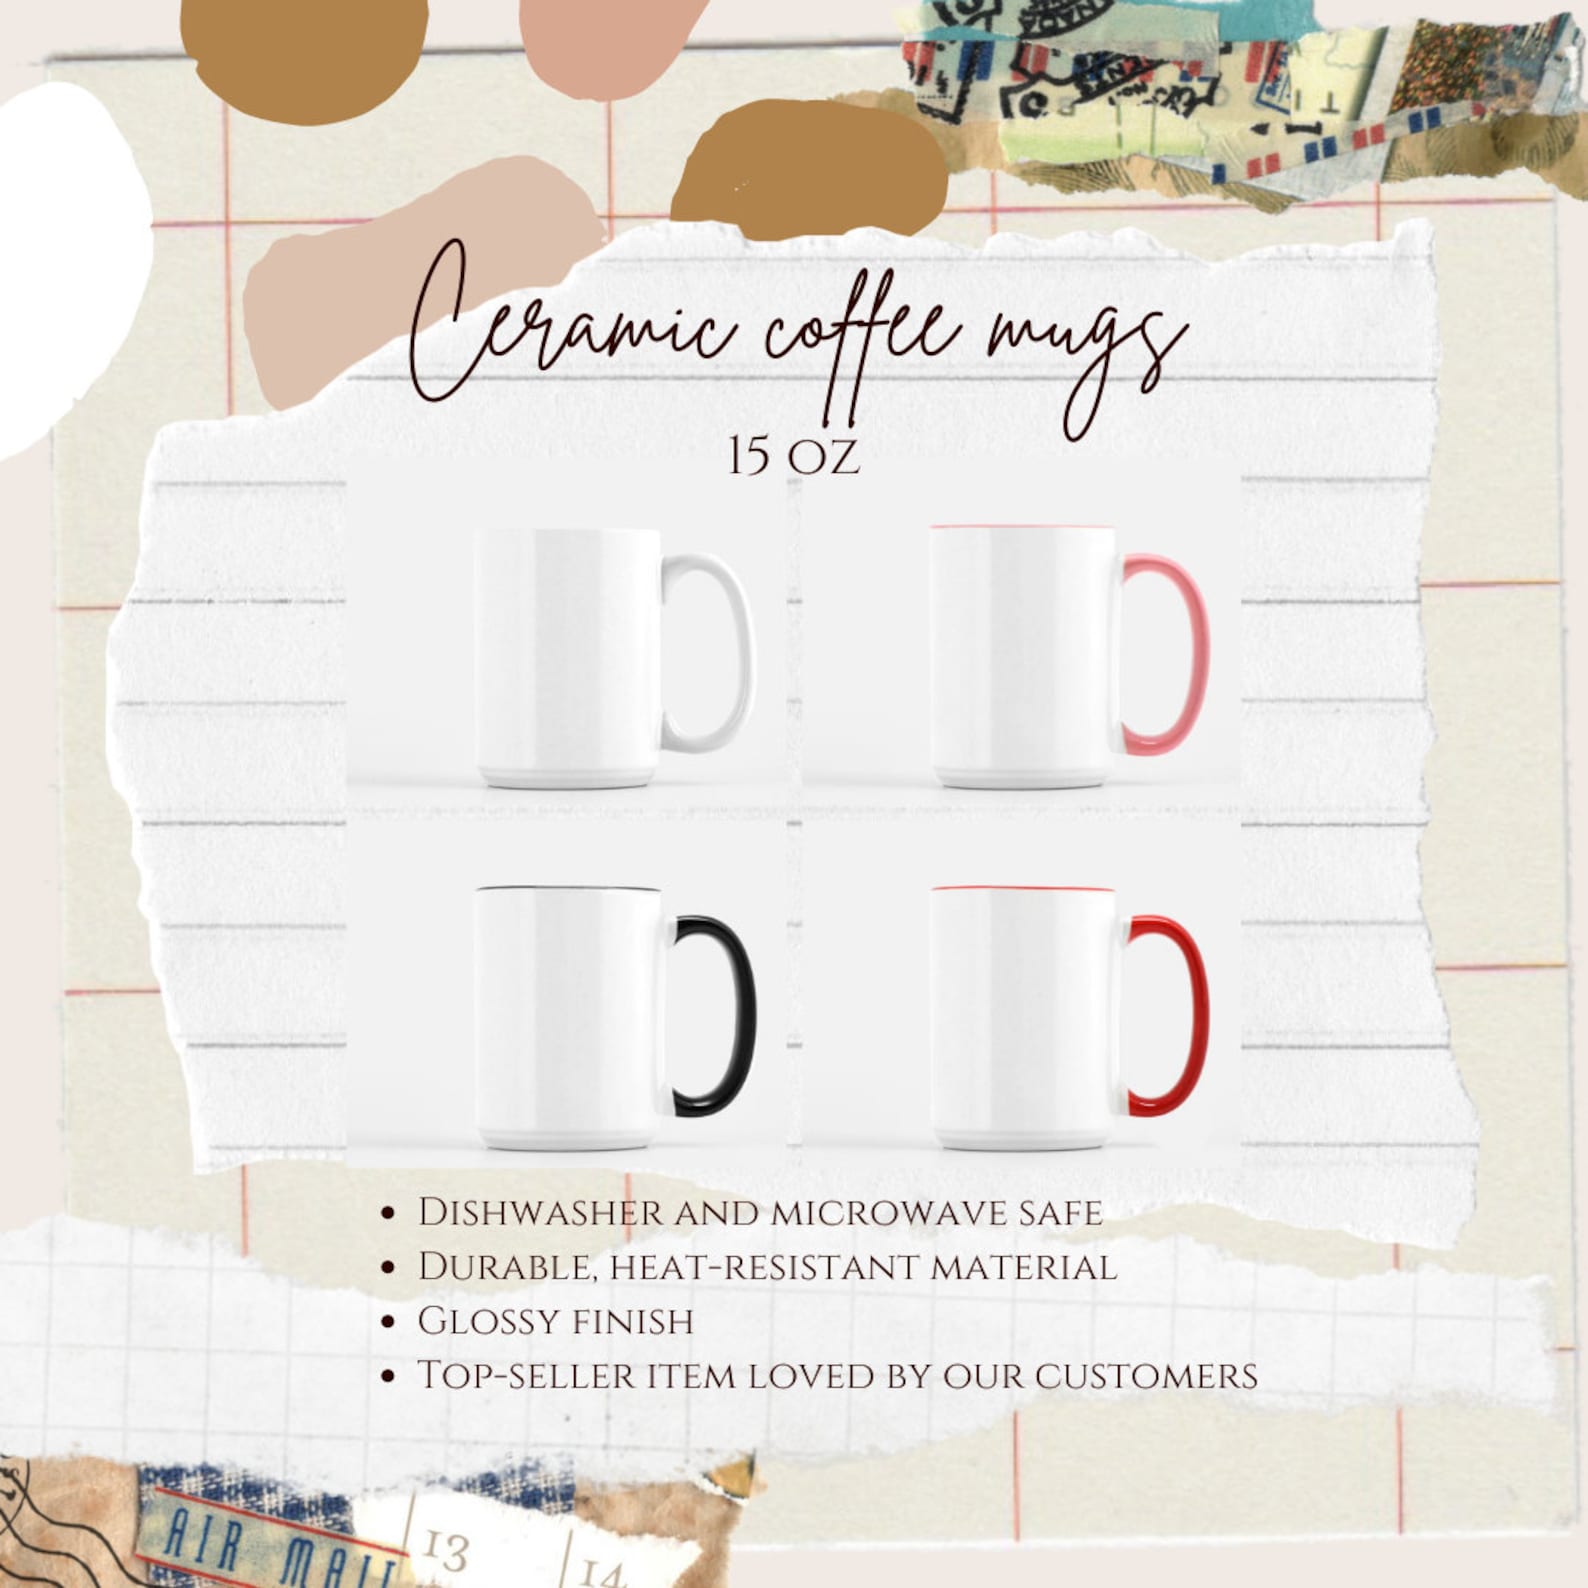 NADA
Ceramic coffee mugs
15 oz
• Dishwasher and microwave safe
• Durable, heat-resistant material
• Glossy finish
• Top-seller item loved by our customers
AIR MAIL
13
14